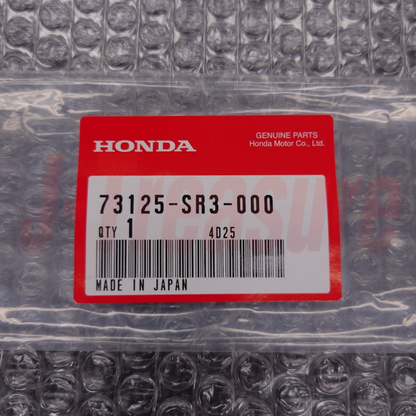 HONDA
GENUINE PARTS
Honda Motor Co., Ltd.
73125-SR3-000
QTY 1 4D25
MADE IN JAPAN